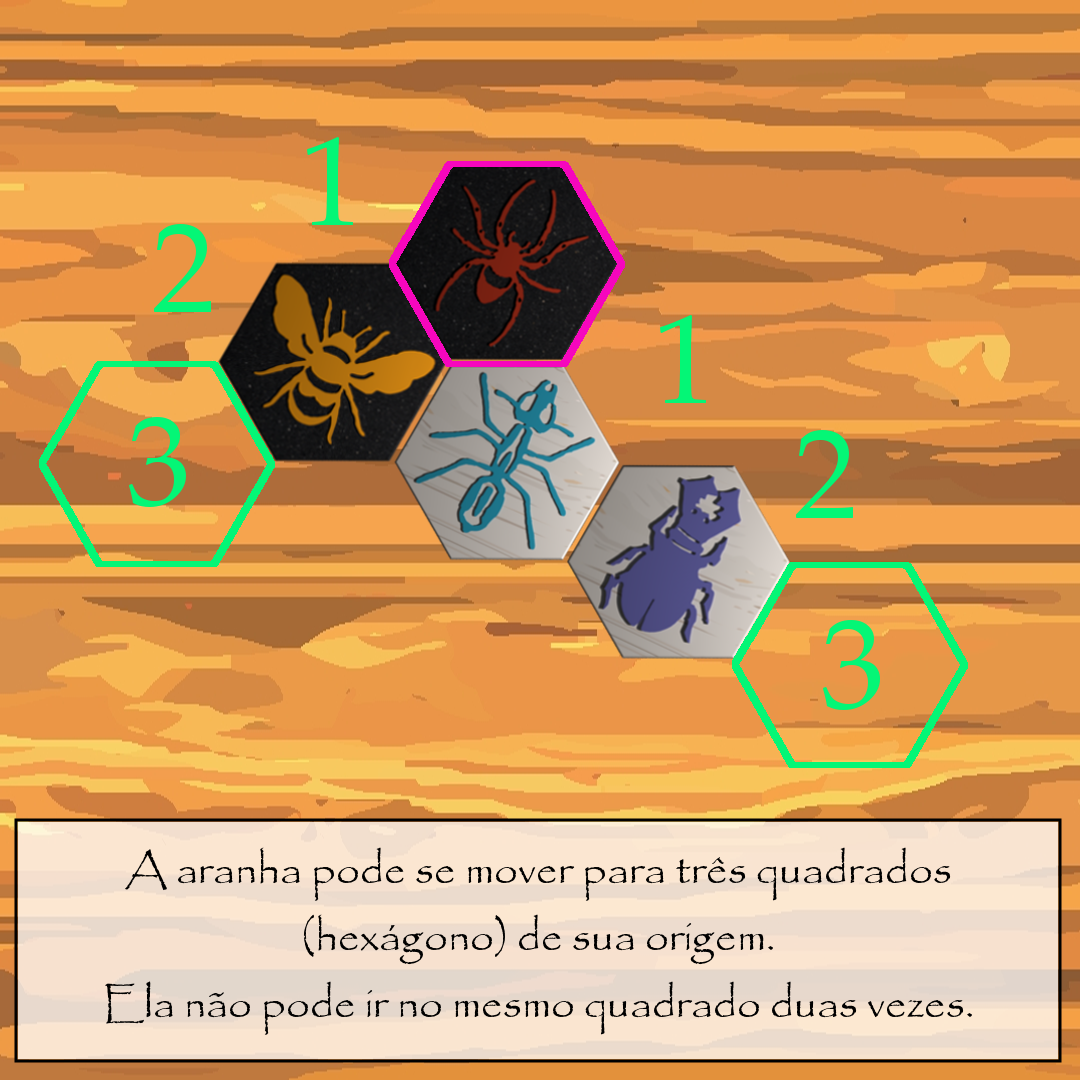 1
2
1
3
2
3
A aranha pode se mover para três quadrados
(hexágono) de sua origem.
Ela não pode ir no mesmo quadrado duas vezes.